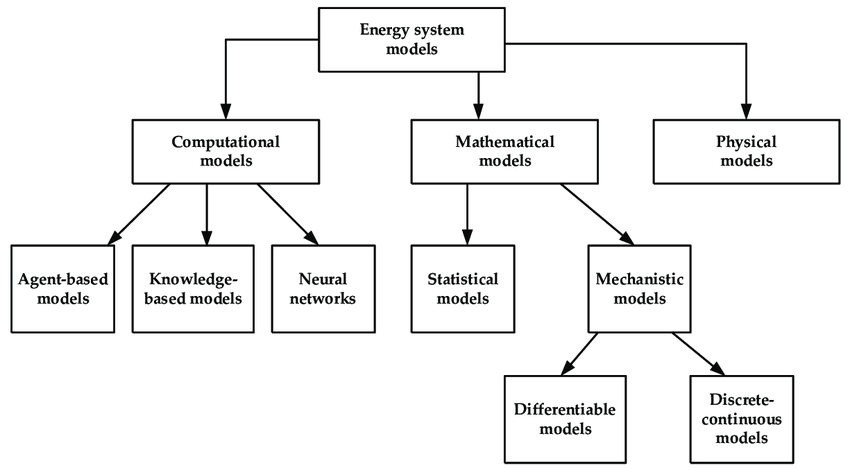 Energy system
models
Computational
models
Mathematical
models
Physical
models
Agent-based
models
Knowledge-
based models
Neural
networks
Statistical
models
Mechanistic
models
Differentiable
models
Discrete-
continuous
models